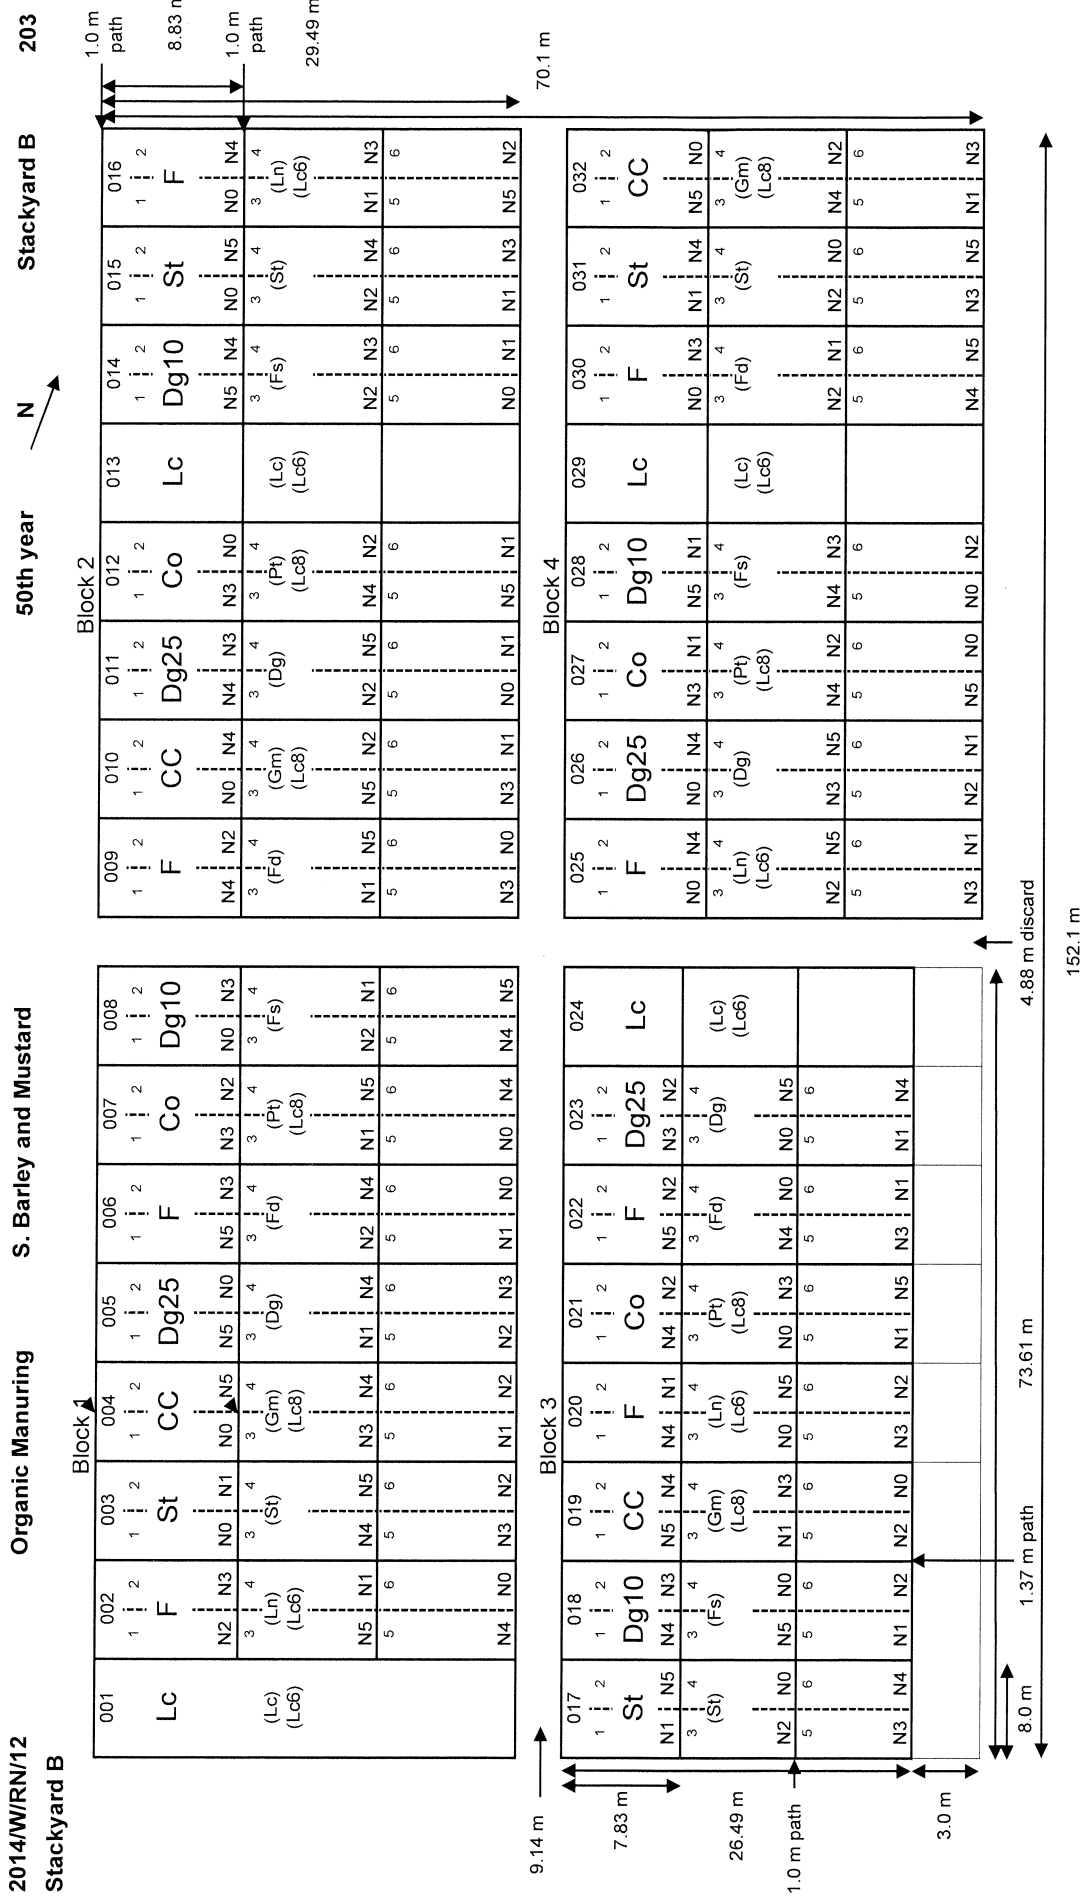 2014/W/RN/12 Organic Manuring S. Barley and Mustard 50th year N Stackyard B 203
Stackyard B
Block 1 Block 2
1.0 m path
001 002 003 004 005 006 007 008 009 010 011 012 013 014 015 016
1 2 1 2 1 2 1 2 1 2 1 2 1 2 1 2 1 2 1 2 1 2 1 2 1 2 1 2
Lc F St CC Dg25 F Co Dg10 F CC Dg25 Co Lc Dg10 St F
8.83
N2 N3 N0 N1 N0 N5 N5 N0 N5 N3 N3 N2 N0 N3 N4 N2 N0 N4 N4 N3 N3 N0 N5 N4 N0 N5 N0 N4
1.0 m path
3 4 3 4 3 4 3 4 3 4 3 4 3 4 3 4 3 4 3 4 3 4 3 4 3 4 3 4
(Lc) (Ln) (St) (Gm) (Dg) (Fd) (Pt) (Fs) (Fd) (Gm) (Dg) (Pt) (Lc) (Fs) (St) (Ln)
(Lc6) (Lc6) (Lc8) (Lc8) (Lc8) (Lc8) (Lc6) (Lc6)
29.49 m
N5 N1 N4 N5 N3 N4 N1 N4 N2 N4 N1 N5 N2 N1 N1 N5 N5 N2 N2 N5 N4 N2 N2 N3 N2 N4 N1 N3
5 6 5 6 5 6 5 6 5 6 5 6 5 6 5 6 5 6 5 6 5 6 5 6 5 6 5 6
N4 N0 N3 N2 N1 N2 N2 N3 N1 N0 N0 N4 N4 N5 N3 N0 N3 N1 N0 N1 N5 N1 N0 N1 N1 N3 N5 N2
9.14 m
70.1 m
Block 3 Block 4
017 018 019 020 021 022 023 024 025 026 027 028 029 030 031 032
1 2 1 2 1 2 1 2 1 2 1 2 1 2 1 2 1 2 1 2 1 2 1 2 1 2 1 2
7.83 m
St Dg10 CC F Co F Dg25 Lc F Dg25 Co Dg10 Lc F St CC
N1 N5 N4 N3 N5 N4 N4 N1 N4 N2 N5 N2 N3 N2 N0 N4 N0 N4 N3 N1 N5 N1 N0 N3 N1 N4 N5 N0
3 4 3 4 3 4 3 4 3 4 3 4 3 4 3 4 3 4 3 4 3 4 3 4 3 4 3 4
(St) (Fs) (Gm) (Ln) (Pt) (Fd) (Dg) (Lc) (Ln) (Dg) (Pt) (Fs) (Lc) (Fd) (St) (Gm)
(Lc8) (Lc6) (Lc8) (Lc6) (Lc6) (Lc8) (Lc6) (Lc8)
26.49 m
N2 N0 N5 N0 N1 N3 N0 N5 N0 N3 N4 N0 N0 N5 N2 N5 N3 N5 N4 N2 N4 N3 N2 N1 N2 N0 N4 N2
1.0 m path
5 6 5 6 5 6 5 6 5 6 5 6 5 6 5 6 5 6 5 6 5 6 5 6 5 6 5 6
N3 N4 N1 N2 N2 N0 N3 N2 N1 N5 N3 N1 N1 N4 N3 N1 N2 N1 N5 N0 N0 N2 N4 N5 N3 N5 N1 N3
3.0 m
8.0 m 1.37 m path 73.61 m 4.88 m discard
152.1 m